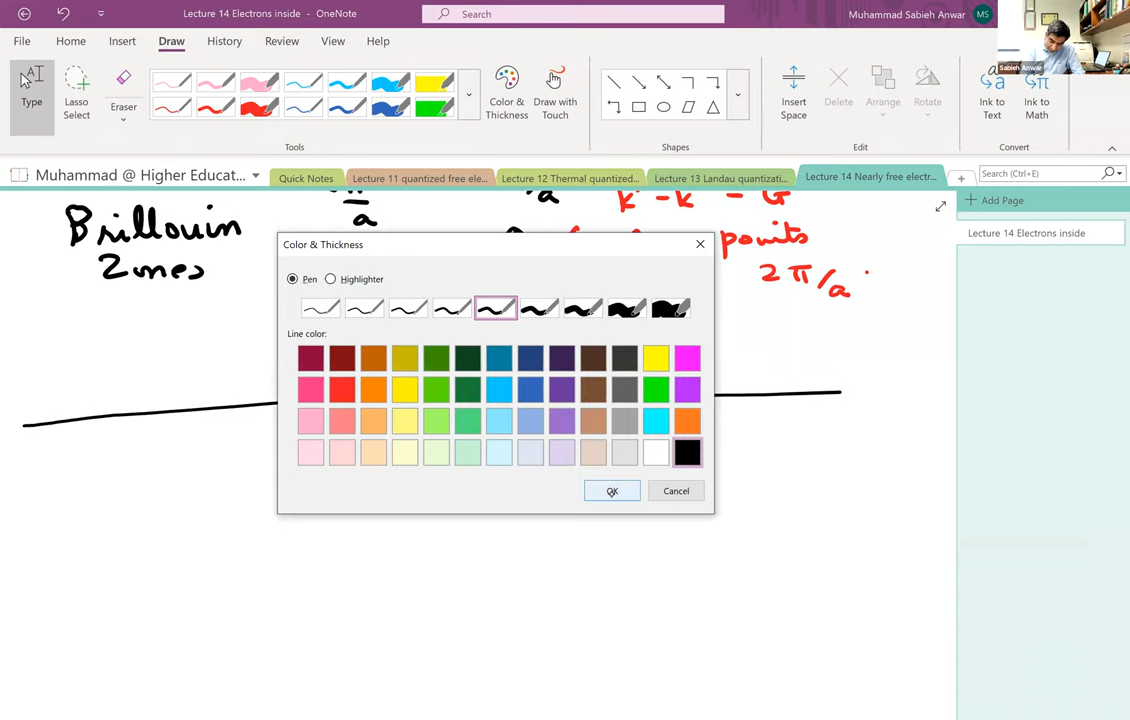 Lecture 14 Electrons inside - OneNote
Search
Muhammad Sabieh Anwar MS
Sabieh Anwar
File Home Insert Draw History Review View Help
Type
Lasso Select
Eraser
Color & Thickness
Draw with Touch
Insert Space
Delete
Arrange
Rotate
Ink to Text
Ink to Math
Tools Shapes Edit Convert
Muhammad @ Higher Educat...
Quick Notes
Lecture 11 quantized free ele...
Lecture 12 Thermal quantized...
Lecture 13 Landau quantizati...
Lecture 14 Nearly free electr...
Search (Ctrl+E)
Add Page
Lecture 14 Electrons inside
Brillouin
Zones
a
a
k' - k = G
points
2π/a
Color & Thickness
Pen Highlighter
Line color:
OK Cancel